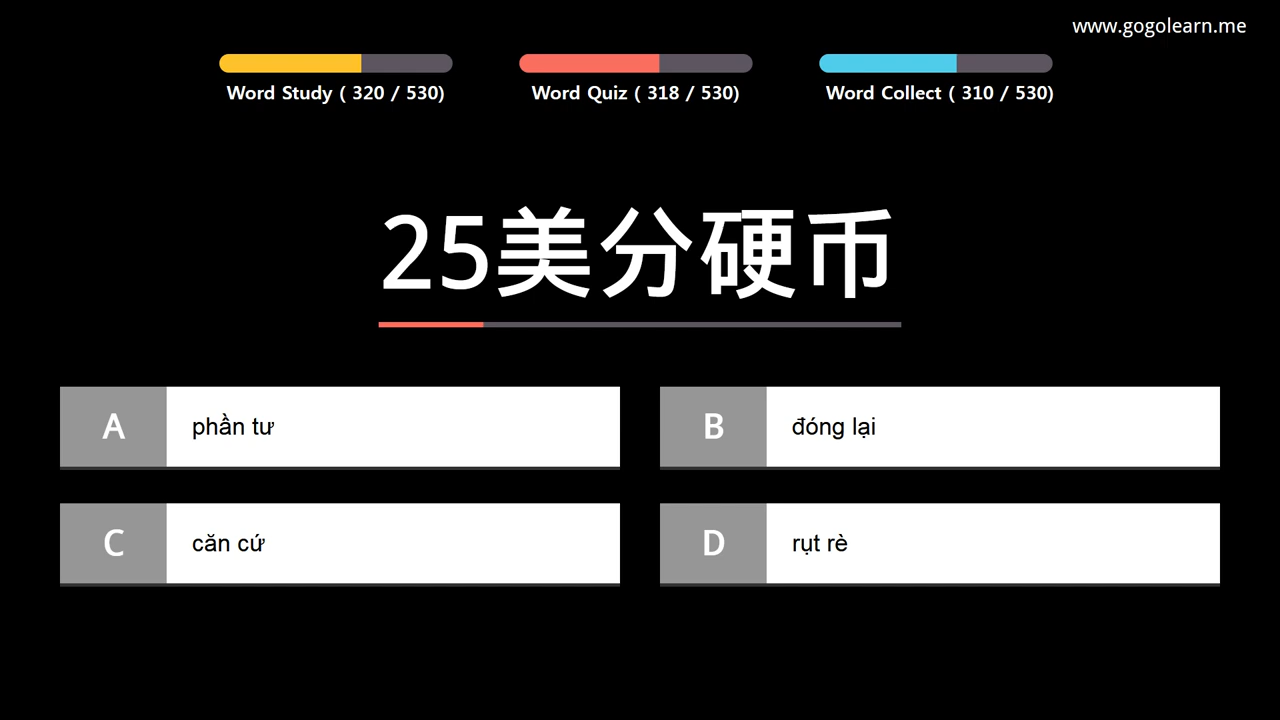 www.gogolearn.me
Word Study ( 320 / 530)
Word Quiz ( 318 / 530)
Word Collect ( 310 / 530)
25美分硬币
A phần tư
B đóng lại
C căn cứ
D rụt rè